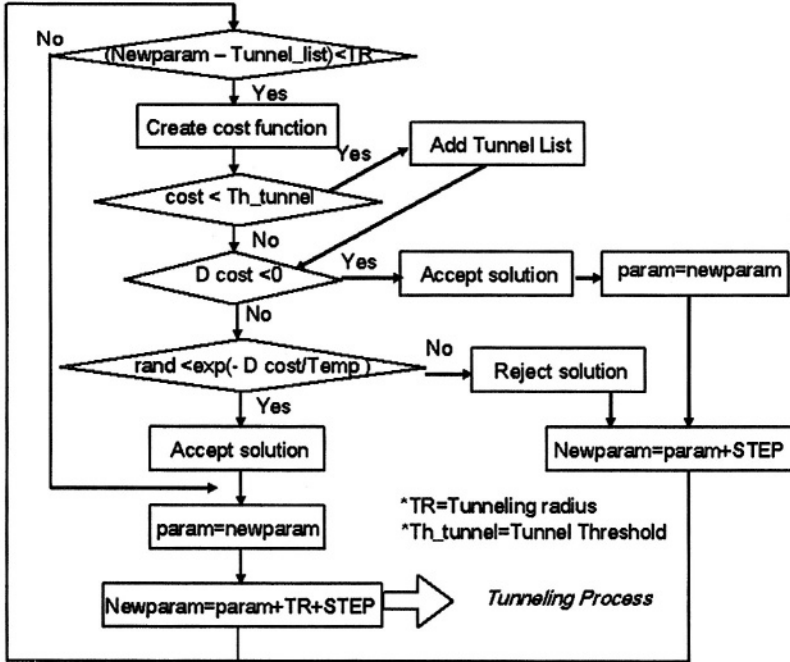 No
(Newparam – Tunnel_list)<TR
Yes
Create cost function
Yes
Add Tunnel List
cost < Th_tunnel
No
D cost <0
Yes
Accept solution
param=newparam
No
rand <exp(- D cost/Temp )
No
Reject solution
Yes
Accept solution
Newparam=param+STEP
*TR=Tunneling radius
*Th_tunnel=Tunnel Threshold
param=newparam
Newparam=param+TR+STEP
Tunneling Process